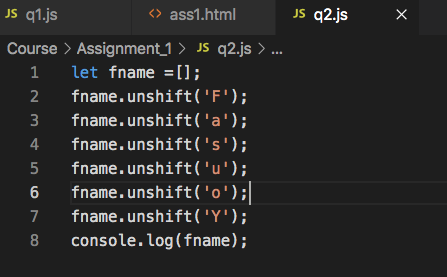 JS q1.js <> ass1.html JS q2.js ×
Course > Assignment_1 > JS q2.js > ...
1 let fname =[];
2 fname.unshift('F');
3 fname.unshift('a');
4 fname.unshift('s');
5 fname.unshift('u');
6 fname.unshift('o');
7 fname.unshift('Y');
8 console.log(fname);